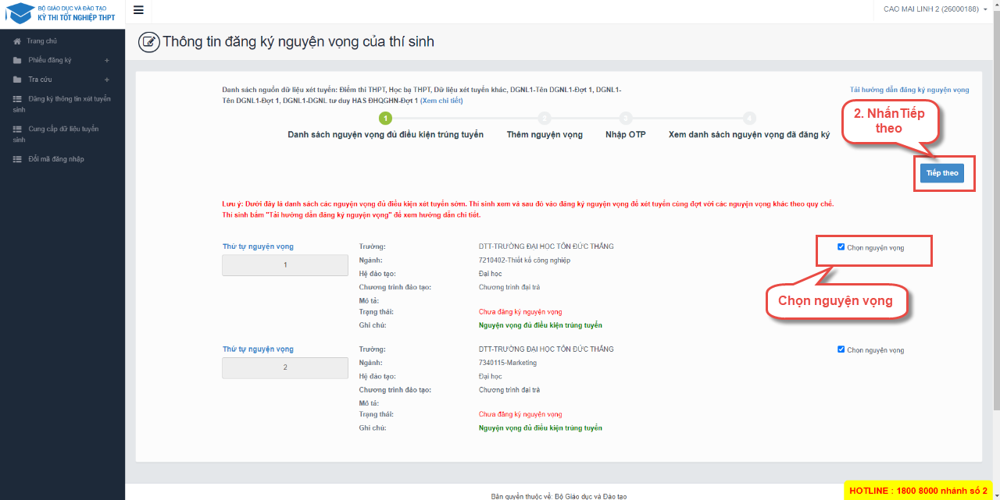 BỘ GIÁO DỤC VÀ ĐÀO TẠO
KỲ THI TỐT NGHIỆP THPT
CAO MAI LINH 2 (26000188)
Trang chủ
Phiếu đăng ký
Tra cứu
Đăng ký thông tin xét tuyển sinh
Cung cấp dữ liệu tuyển sinh
Đổi mã đăng nhập
Thông tin đăng ký nguyện vọng của thí sinh
Danh sách nguồn dữ liệu xét tuyển: Điểm thi THPT, Học bạ THPT, Dữ liệu xét tuyển khác, DGNL1-Tên DGNL1-Đợt 1, DGNL1-
Tên DGNL1-Đợt 1, DGNL1-DGNL tư duy HAS ĐHQGHN-Đợt 1 (Xem chi tiết)
Tải hướng dẫn đăng ký nguyện vọng
1 2 3 4
Danh sách nguyện vọng đủ điều kiện trúng tuyển Thêm nguyện vọng Nhập OTP Xem danh sách nguyện vọng đã đăng ký
2. Nhấn Tiếp
theo
Tiếp theo
Lưu ý: Dưới đây là danh sách các nguyện vọng đủ điều kiện xét tuyển sớm. Thí sinh xem và sau đó vào đăng ký nguyện vọng để xét tuyển cùng đợt với các nguyện vọng khác theo quy chế.
Thí sinh bấm "Tải hướng dẫn đăng ký nguyện vọng" để xem hướng dẫn chi tiết.
Thứ tự nguyện vọng
1
Trường: DTT-TRƯỜNG ĐẠI HỌC TÔN ĐỨC THẮNG
Ngành: 7210402-Thiết kế công nghiệp
Hệ đào tạo: Đại học
Chương trình đào tạo: Chương trình đại trà
Mô tả:
Trạng thái: Chưa đăng ký nguyện vọng
Ghi chú: Nguyện vọng đủ điều kiện trúng tuyển
Chọn nguyện vọng
Chọn nguyện vọng
Thứ tự nguyện vọng
2
Trường: DTT-TRƯỜNG ĐẠI HỌC TÔN ĐỨC THẮNG
Ngành: 7340115-Marketing
Hệ đào tạo: Đại học
Chương trình đào tạo: Chương trình đại trà
Mô tả:
Trạng thái: Chưa đăng ký nguyện vọng
Ghi chú: Nguyện vọng đủ điều kiện trúng tuyển
Chọn nguyện vọng
Bản quyền thuộc về: Bộ Giáo dục và Đào tạo
HOTLINE : 1800 8000 nhánh số 2